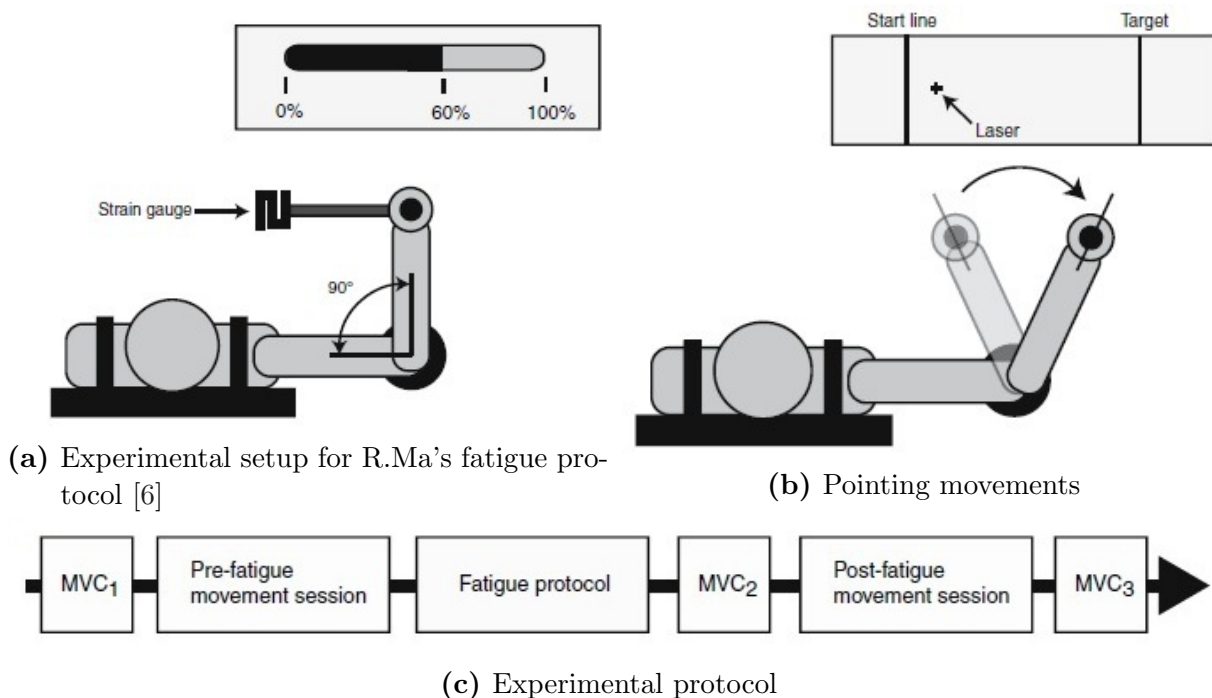 0%
60%
100%
Strain gauge
90°
(a) Experimental setup for R.Ma's fatigue pro-
tocol [6]
Start line
Target
Laser
(b) Pointing movements
MVC1
Pre-fatigue
movement session
Fatigue protocol
MVC2
Post-fatigue
movement session
MVC3
(c) Experimental protocol